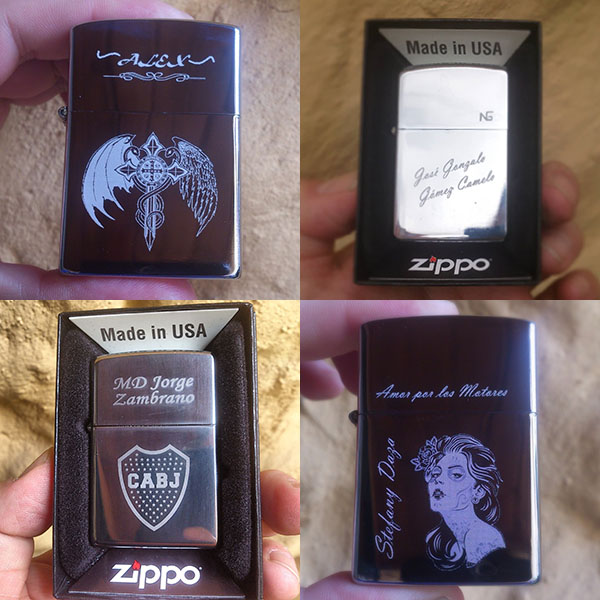 ALEX
Made in USA
NG
José Gonzalo
Gómez Camelo
zippo
Made in USA
MD Jorge
Zambrano
CABJ
zippo
Amor por los Motores
Stefany Daza